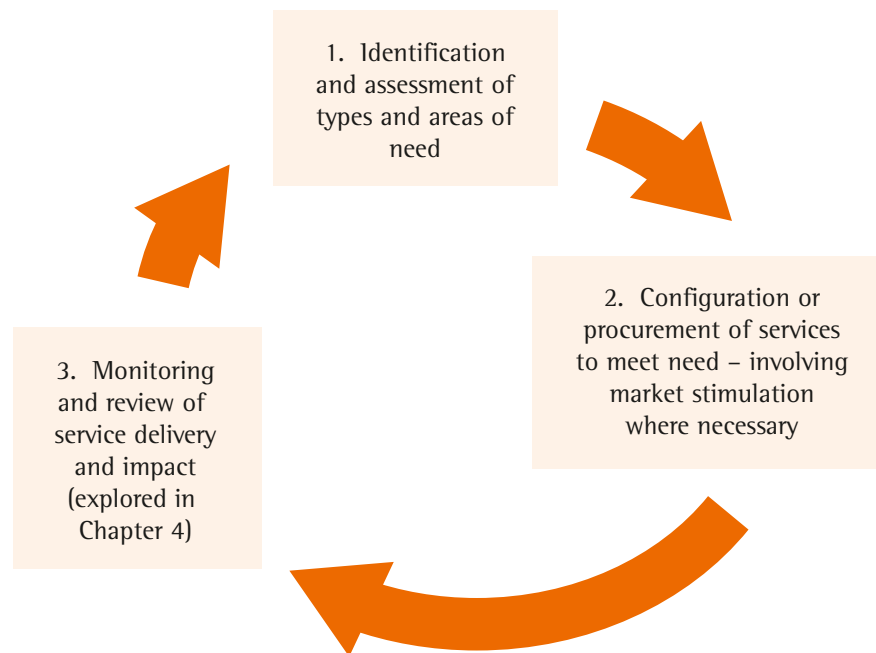 1. Identification
and assessment of
types and areas of
need
2. Configuration or
procurement of services
to meet need – involving
market stimulation
where necessary
3. Monitoring
and review of
service delivery
and impact
(explored in
Chapter 4)